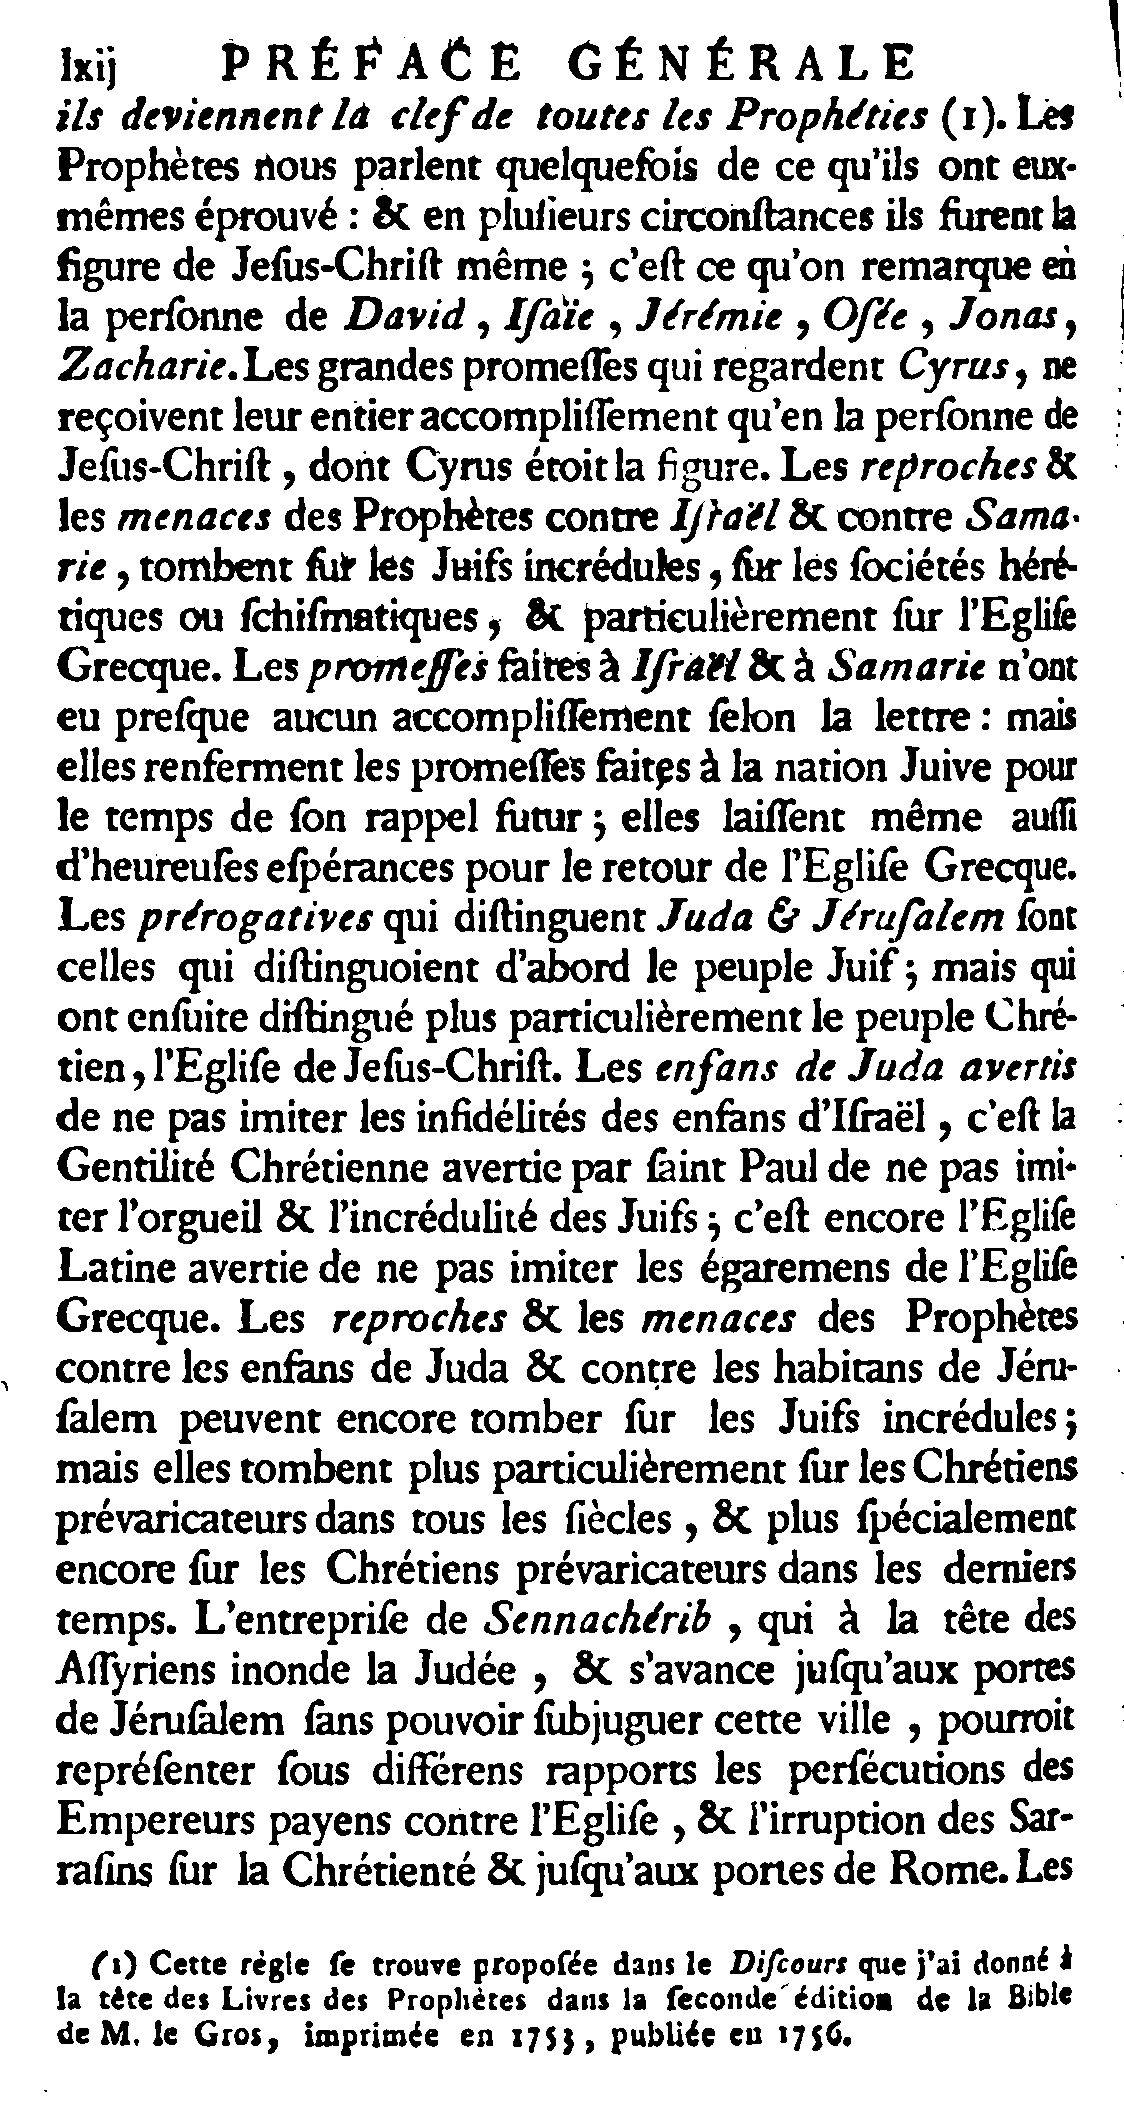 lxij PRÉFACE GÉNÉRALE
ils deviennent la clef de toutes les Prophéties (1). Les
Prophètes nous parlent quelquefois de ce qu'ils ont eux-
mêmes éprouvé : & en pluſieurs circonſtances ils furent la
figure de Jeſus-Chriſt même ; c'eſt ce qu'on remarque en
la perſonne de David , Iſaïe , Jérémie , Oſée , Jonas ,
Zacharie. Les grandes promeſſes qui regardent Cyrus , ne
reçoivent leur entier accompliſſement qu'en la perſonne de
Jeſus-Chriſt , dont Cyrus étoit la figure. Les reproches &
les menaces des Prophètes contre Iſraël & contre Sama-
rie , tombent ſur les Juifs incrédules , ſur les ſociétés héré-
tiques ou ſchiſmatiques , & particulièrement ſur l'Egliſe
Grecque. Les promeſſes faites à Iſraël & à Samarie n'ont
eu preſque aucun accompliſſement ſelon la lettre : mais
elles renferment les promeſſes faites à la nation Juive pour
le temps de ſon rappel futur ; elles laiſſent même auſſi
d'heureuſes eſpérances pour le retour de l'Egliſe Grecque.
Les prérogatives qui diſtinguent Juda & Jéruſalem ſont
celles qui diſtinguoient d'abord le peuple Juif ; mais qui
ont enſuite diſtingué plus particulièrement le peuple Chré-
tien , l'Egliſe de Jeſus-Chriſt. Les enfans de Juda avertis
de ne pas imiter les infidélités des enfans d'Iſraël , c'eſt la
Gentilité Chrétienne avertie par ſaint Paul de ne pas imi-
ter l'orgueil & l'incrédulité des Juifs ; c'eſt encore l'Egliſe
Latine avertie de ne pas imiter les égaremens de l'Egliſe
Grecque. Les reproches & les menaces des Prophètes
contre les enfans de Juda & contre les habitans de Jéru-
ſalem peuvent encore tomber ſur les Juifs incrédules ;
mais elles tombent plus particulièrement ſur les Chrétiens
prévaricateurs dans tous les ſiècles , & plus ſpécialement
encore ſur les Chrétiens prévaricateurs dans les derniers
temps. L'entrepriſe de Sennachérib , qui à la tête des
Aſſyriens inonde la Judée , & s'avance juſqu'aux portes
de Jéruſalem ſans pouvoir ſubjuguer cette ville , pourroit
repréſenter ſous différens rapports les perſécutions des
Empereurs payens contre l'Egliſe , & l'irruption des Sar-
raſins ſur la Chrétienté & juſqu'aux portes de Rome. Les
(1) Cette règle ſe trouve propoſée dans le Diſcours que j'ai donné à
la tête des Livres des Prophètes dans la ſeconde édition de la Bible
de M. le Gros, imprimée en 1753, publiée en 1756.